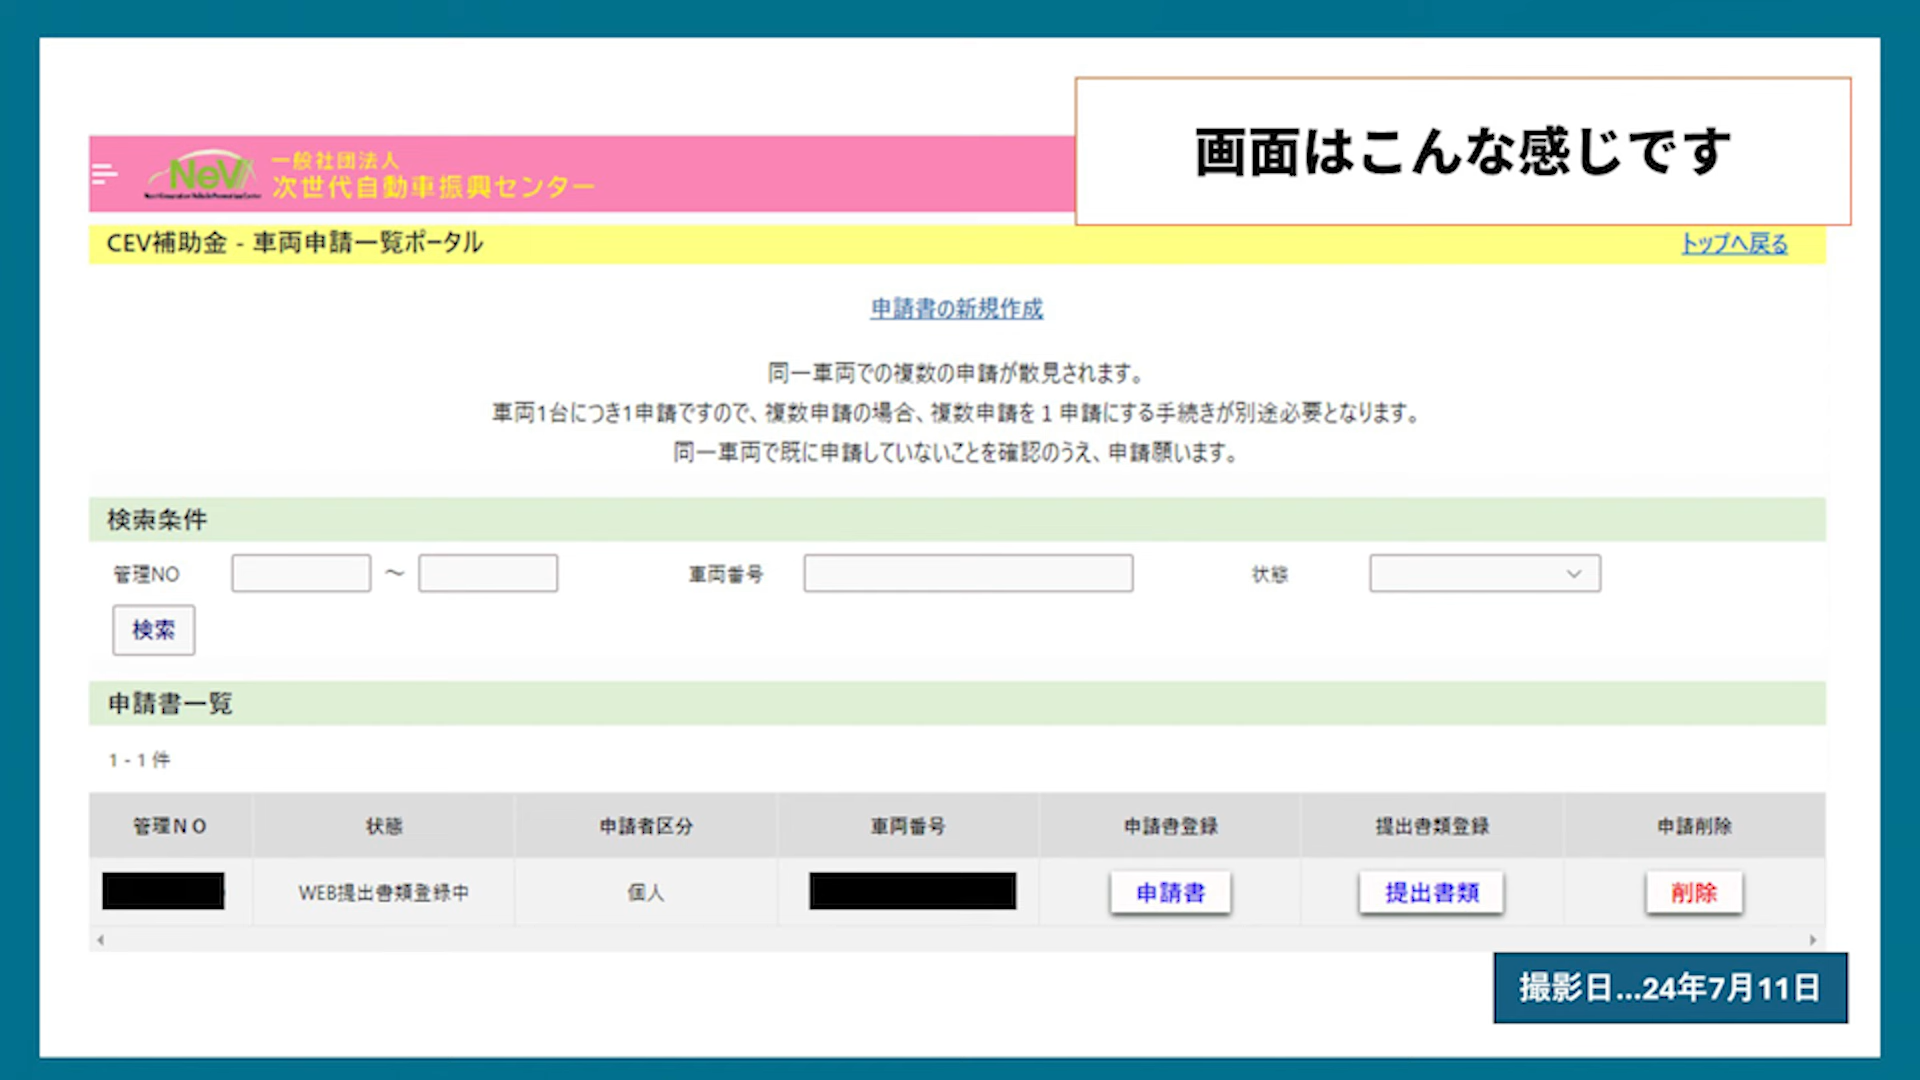 画面はこんな感じです
NeV
一般社団法人
次世代自動車振興センター
CEV補助金 - 車両申請一覧ポータル
トップへ戻る
申請書の新規作成
同一車両での複数の申請が散見されます。
車両1台につき1申請ですので、複数申請の場合、複数申請を１申請にする手続きが別途必要となります。
同一車両で既に申請していないことを確認のうえ、申請願います。
検索条件
管理NO ～ 車両番号 状態
検索
申請書一覧
1 - 1 件
管理ＮＯ 状態 申請者区分 車両番号 申請書登録 提出書類登録 申請削除
WEB提出書類登録中 個人 申請書 提出書類 削除
撮影日...24年7月11日